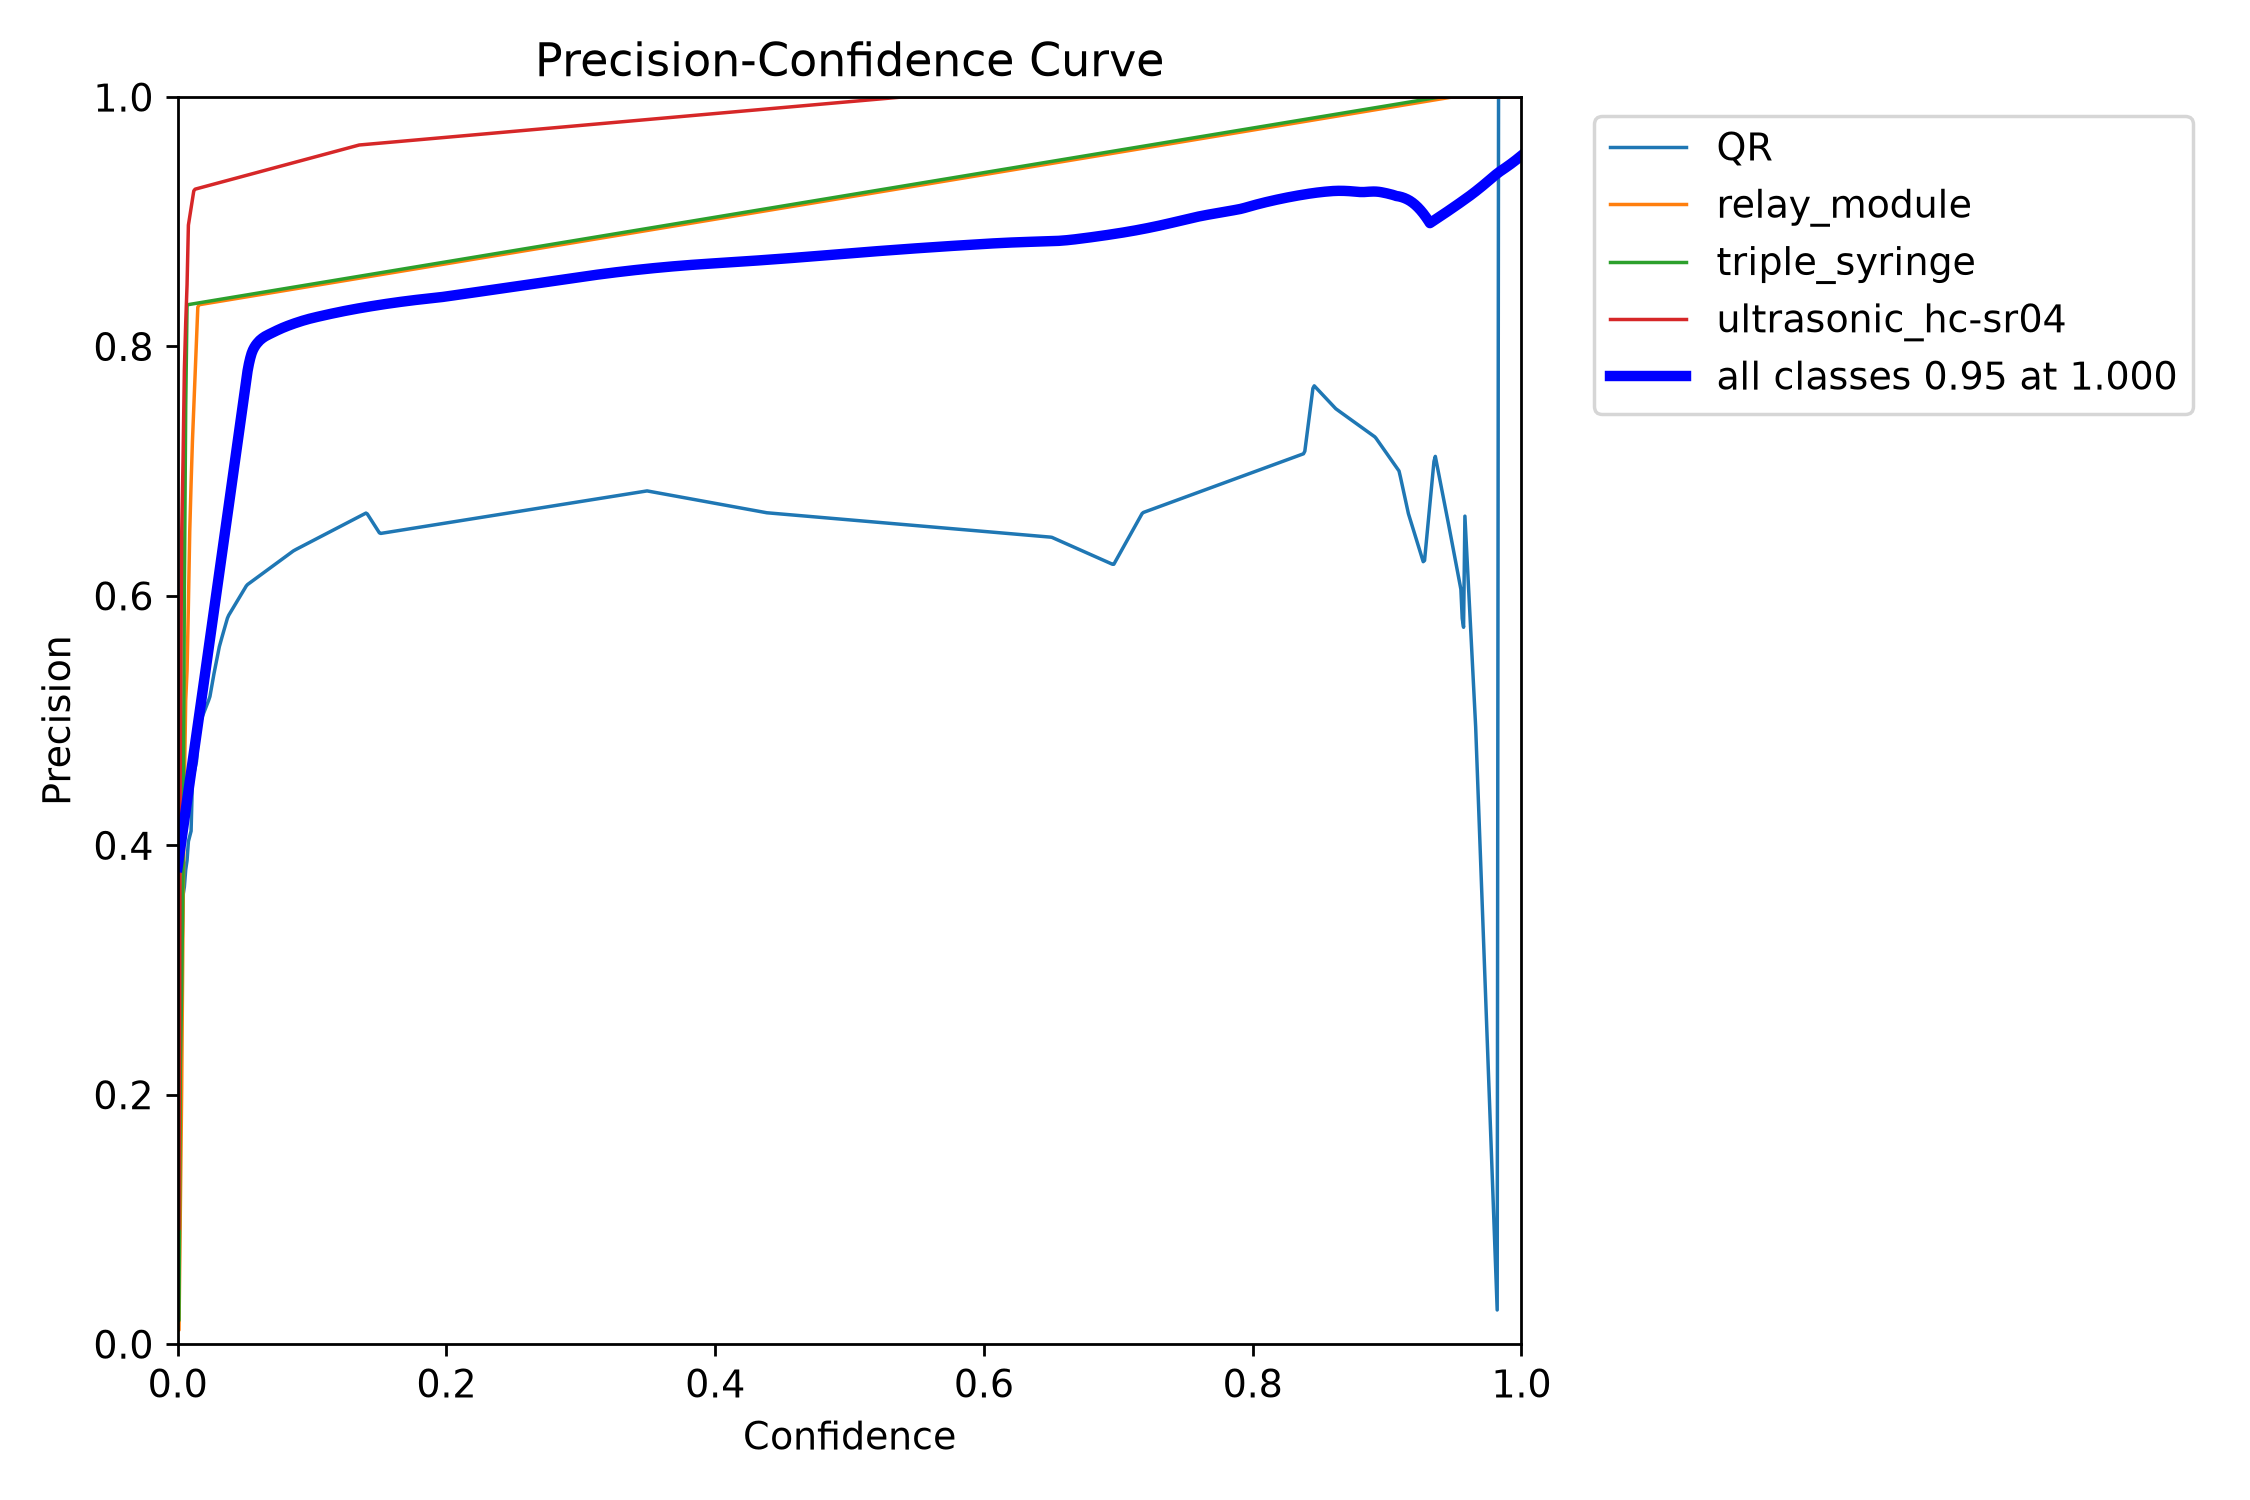 Precision-Confidence Curve
1.0
0.8
0.6
0.4
0.2
0.0
Precision
0.0 0.2 0.4 0.6 0.8 1.0
Confidence
QR
relay_module
triple_syringe
ultrasonic_hc-sr04
all classes 0.95 at 1.000